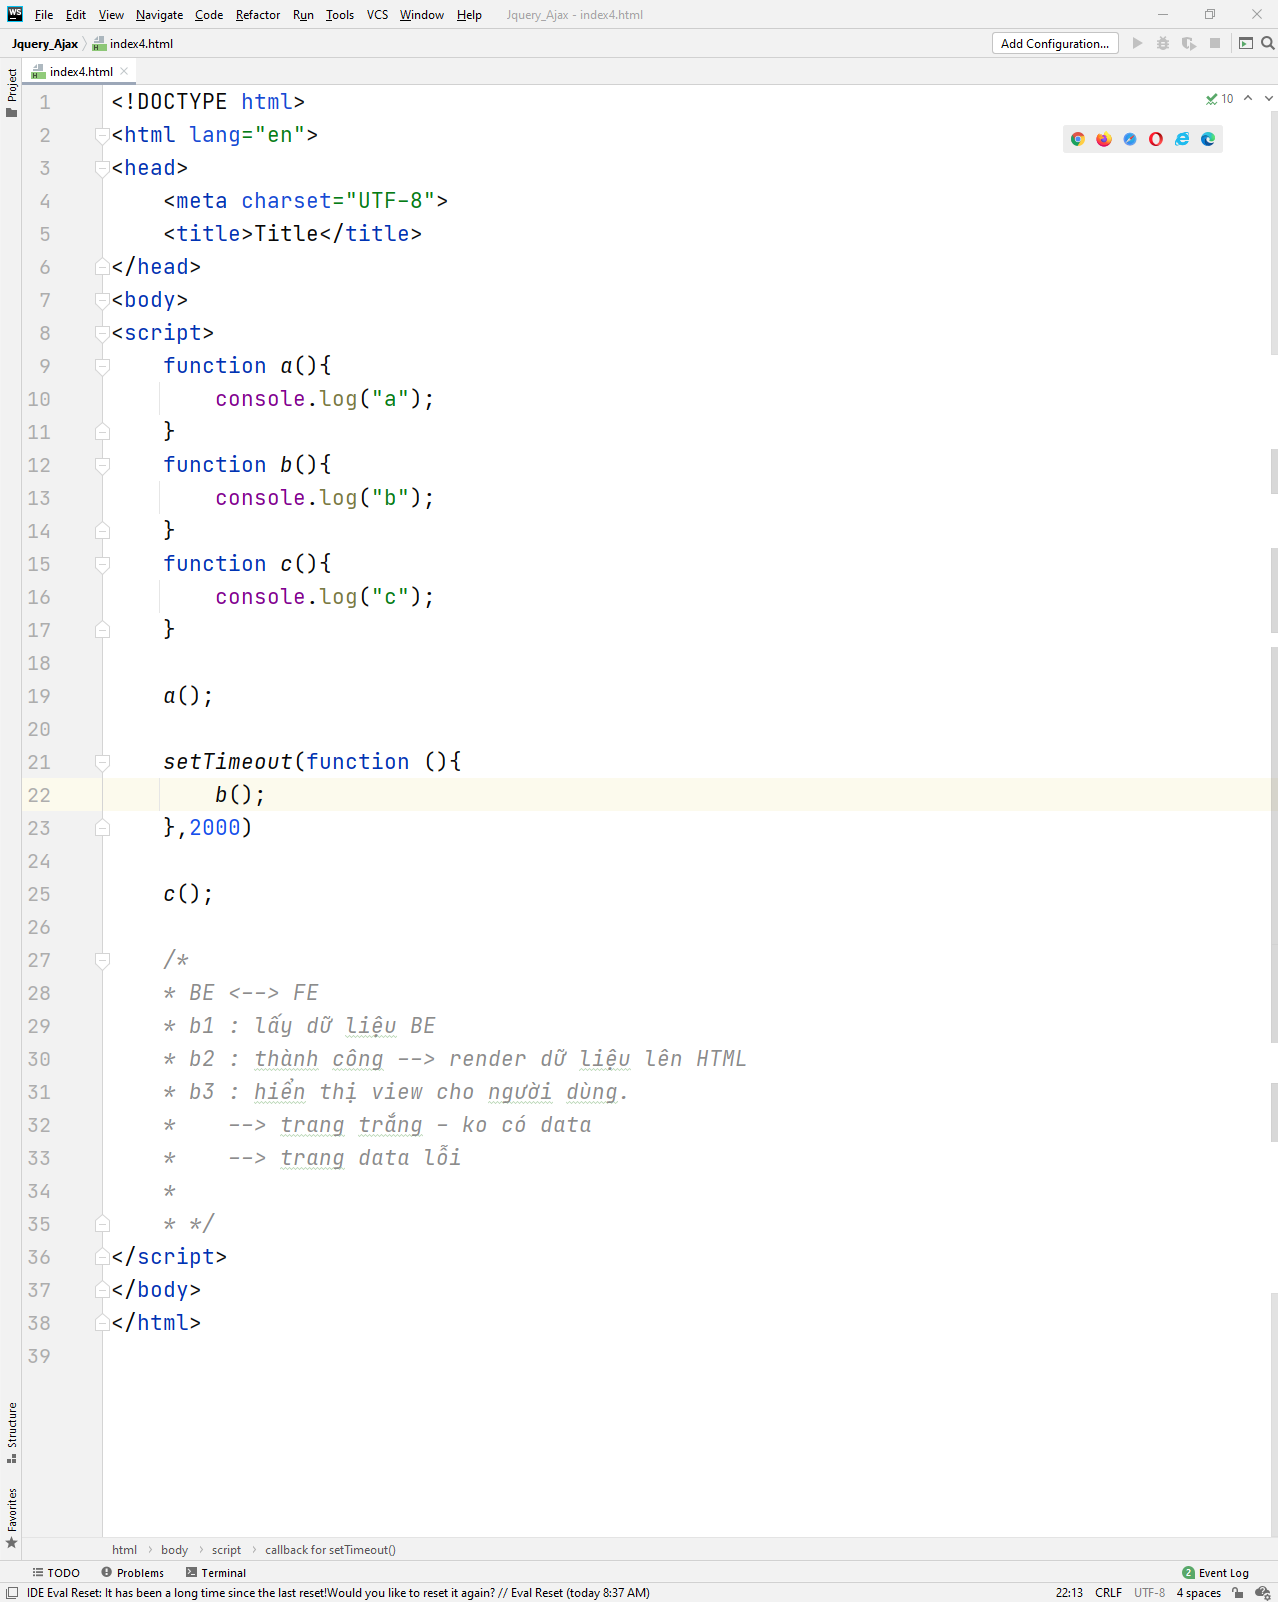 File Edit View Navigate Code Refactor Run Tools VCS Window Help Jquery_Ajax - index4.html
Jquery_Ajax index4.html Add Configuration...
index4.html
Project
10
1 <!DOCTYPE html>
2 <html lang="en">
3 <head>
4     <meta charset="UTF-8">
5     <title>Title</title>
6 </head>
7 <body>
8 <script>
9     function a(){
10         console.log("a");
11     }
12     function b(){
13         console.log("b");
14     }
15     function c(){
16         console.log("c");
17     }
18
19     a();
20
21     setTimeout(function (){
22         b();
23     },2000)
24
25     c();
26
27     /*
28     * BE <--> FE
29     * b1 : lấy dữ liệu BE
30     * b2 : thành công --> render dữ liệu lên HTML
31     * b3 : hiển thị view cho người dùng.
32     *    --> trang trắng - ko có data
33     *    --> trang data lỗi
34     *
35     * */
36 </script>
37 </body>
38 </html>
39
Structure
Favorites
html body script callback for setTimeout()
TODO Problems Terminal 2 Event Log
IDE Eval Reset: It has been a long time since the last reset!Would you like to reset it again? // Eval Reset (today 8:37 AM) 22:13 CRLF UTF-8 4 spaces